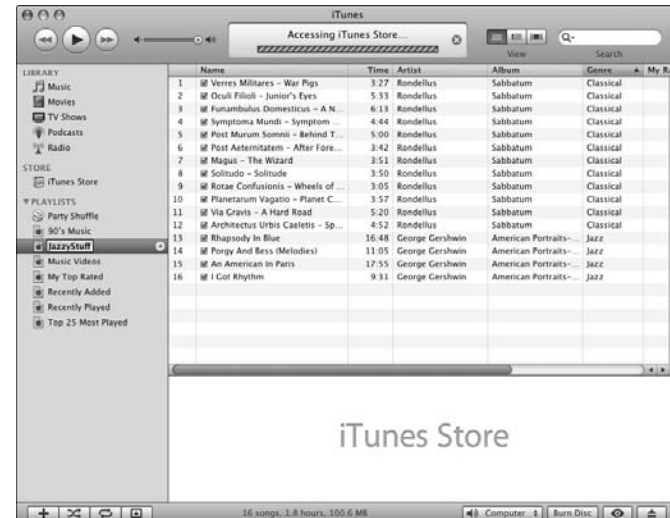 iTunes
Accessing iTunes Store...
View
Search
LIBRARY
Music
Movies
TV Shows
Podcasts
Radio
STORE
iTunes Store
PLAYLISTS
Party Shuffle
90's Music
JazzyStuff
Music Videos
My Top Rated
Recently Added
Recently Played
Top 25 Most Played
Name Time Artist Album Genre My Ra
1 Verres Militares – War Pigs 3:27 Rondellus Sabbatum Classical
2 Oculi Filioli – Junior's Eyes 5:33 Rondellus Sabbatum Classical
3 Funambulus Domesticus – A N... 6:13 Rondellus Sabbatum Classical
4 Symptoma Mundi – Symptom ... 4:44 Rondellus Sabbatum Classical
5 Post Murum Somnii – Behind T... 5:00 Rondellus Sabbatum Classical
6 Post Aeternitatem – After Fore... 3:42 Rondellus Sabbatum Classical
7 Magus – The Wizard 3:51 Rondellus Sabbatum Classical
8 Solitudo – Solitude 3:50 Rondellus Sabbatum Classical
9 Rotae Confusionis – Wheels of ... 3:05 Rondellus Sabbatum Classical
10 Planetarum Vagatio – Planet C... 3:57 Rondellus Sabbatum Classical
11 Via Gravis – A Hard Road 5:20 Rondellus Sabbatum Classical
12 Architectus Urbis Caeletis – Sp... 4:52 Rondellus Sabbatum Classical
13 Rhapsody In Blue 16:48 George Gershwin American Portraits-... Jazz
14 Porgy And Bess (Melodies) 11:05 George Gershwin American Portraits-... Jazz
15 An American In Paris 17:55 George Gershwin American Portraits-... Jazz
16 I Got Rhythm 9:31 George Gershwin American Portraits-... Jazz
iTunes Store
16 songs, 1.8 hours, 100.6 MB
Computer
Burn Disc